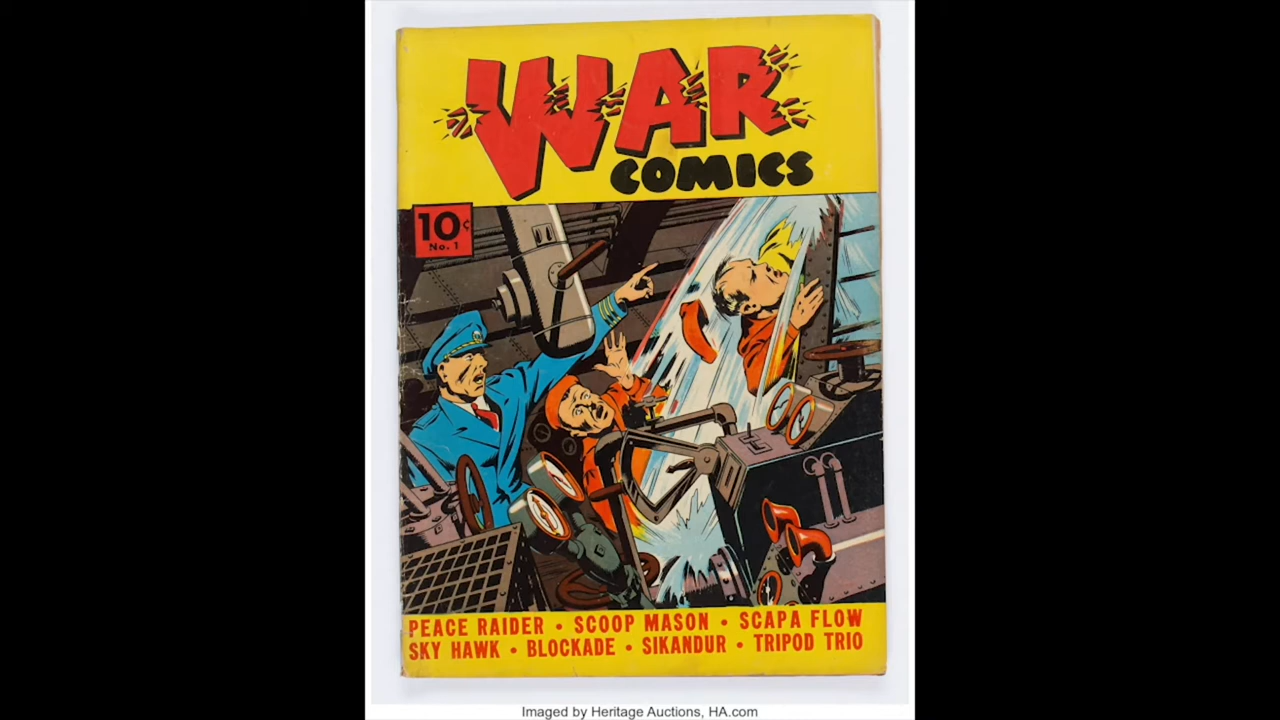 WAR
COMICS
10¢
No. 1
PEACE RAIDER • SCOOP MASON • SCAPA FLOW
SKY HAWK • BLOCKADE • SIKANDUR • TRIPOD TRIO
Imaged by Heritage Auctions, HA.com